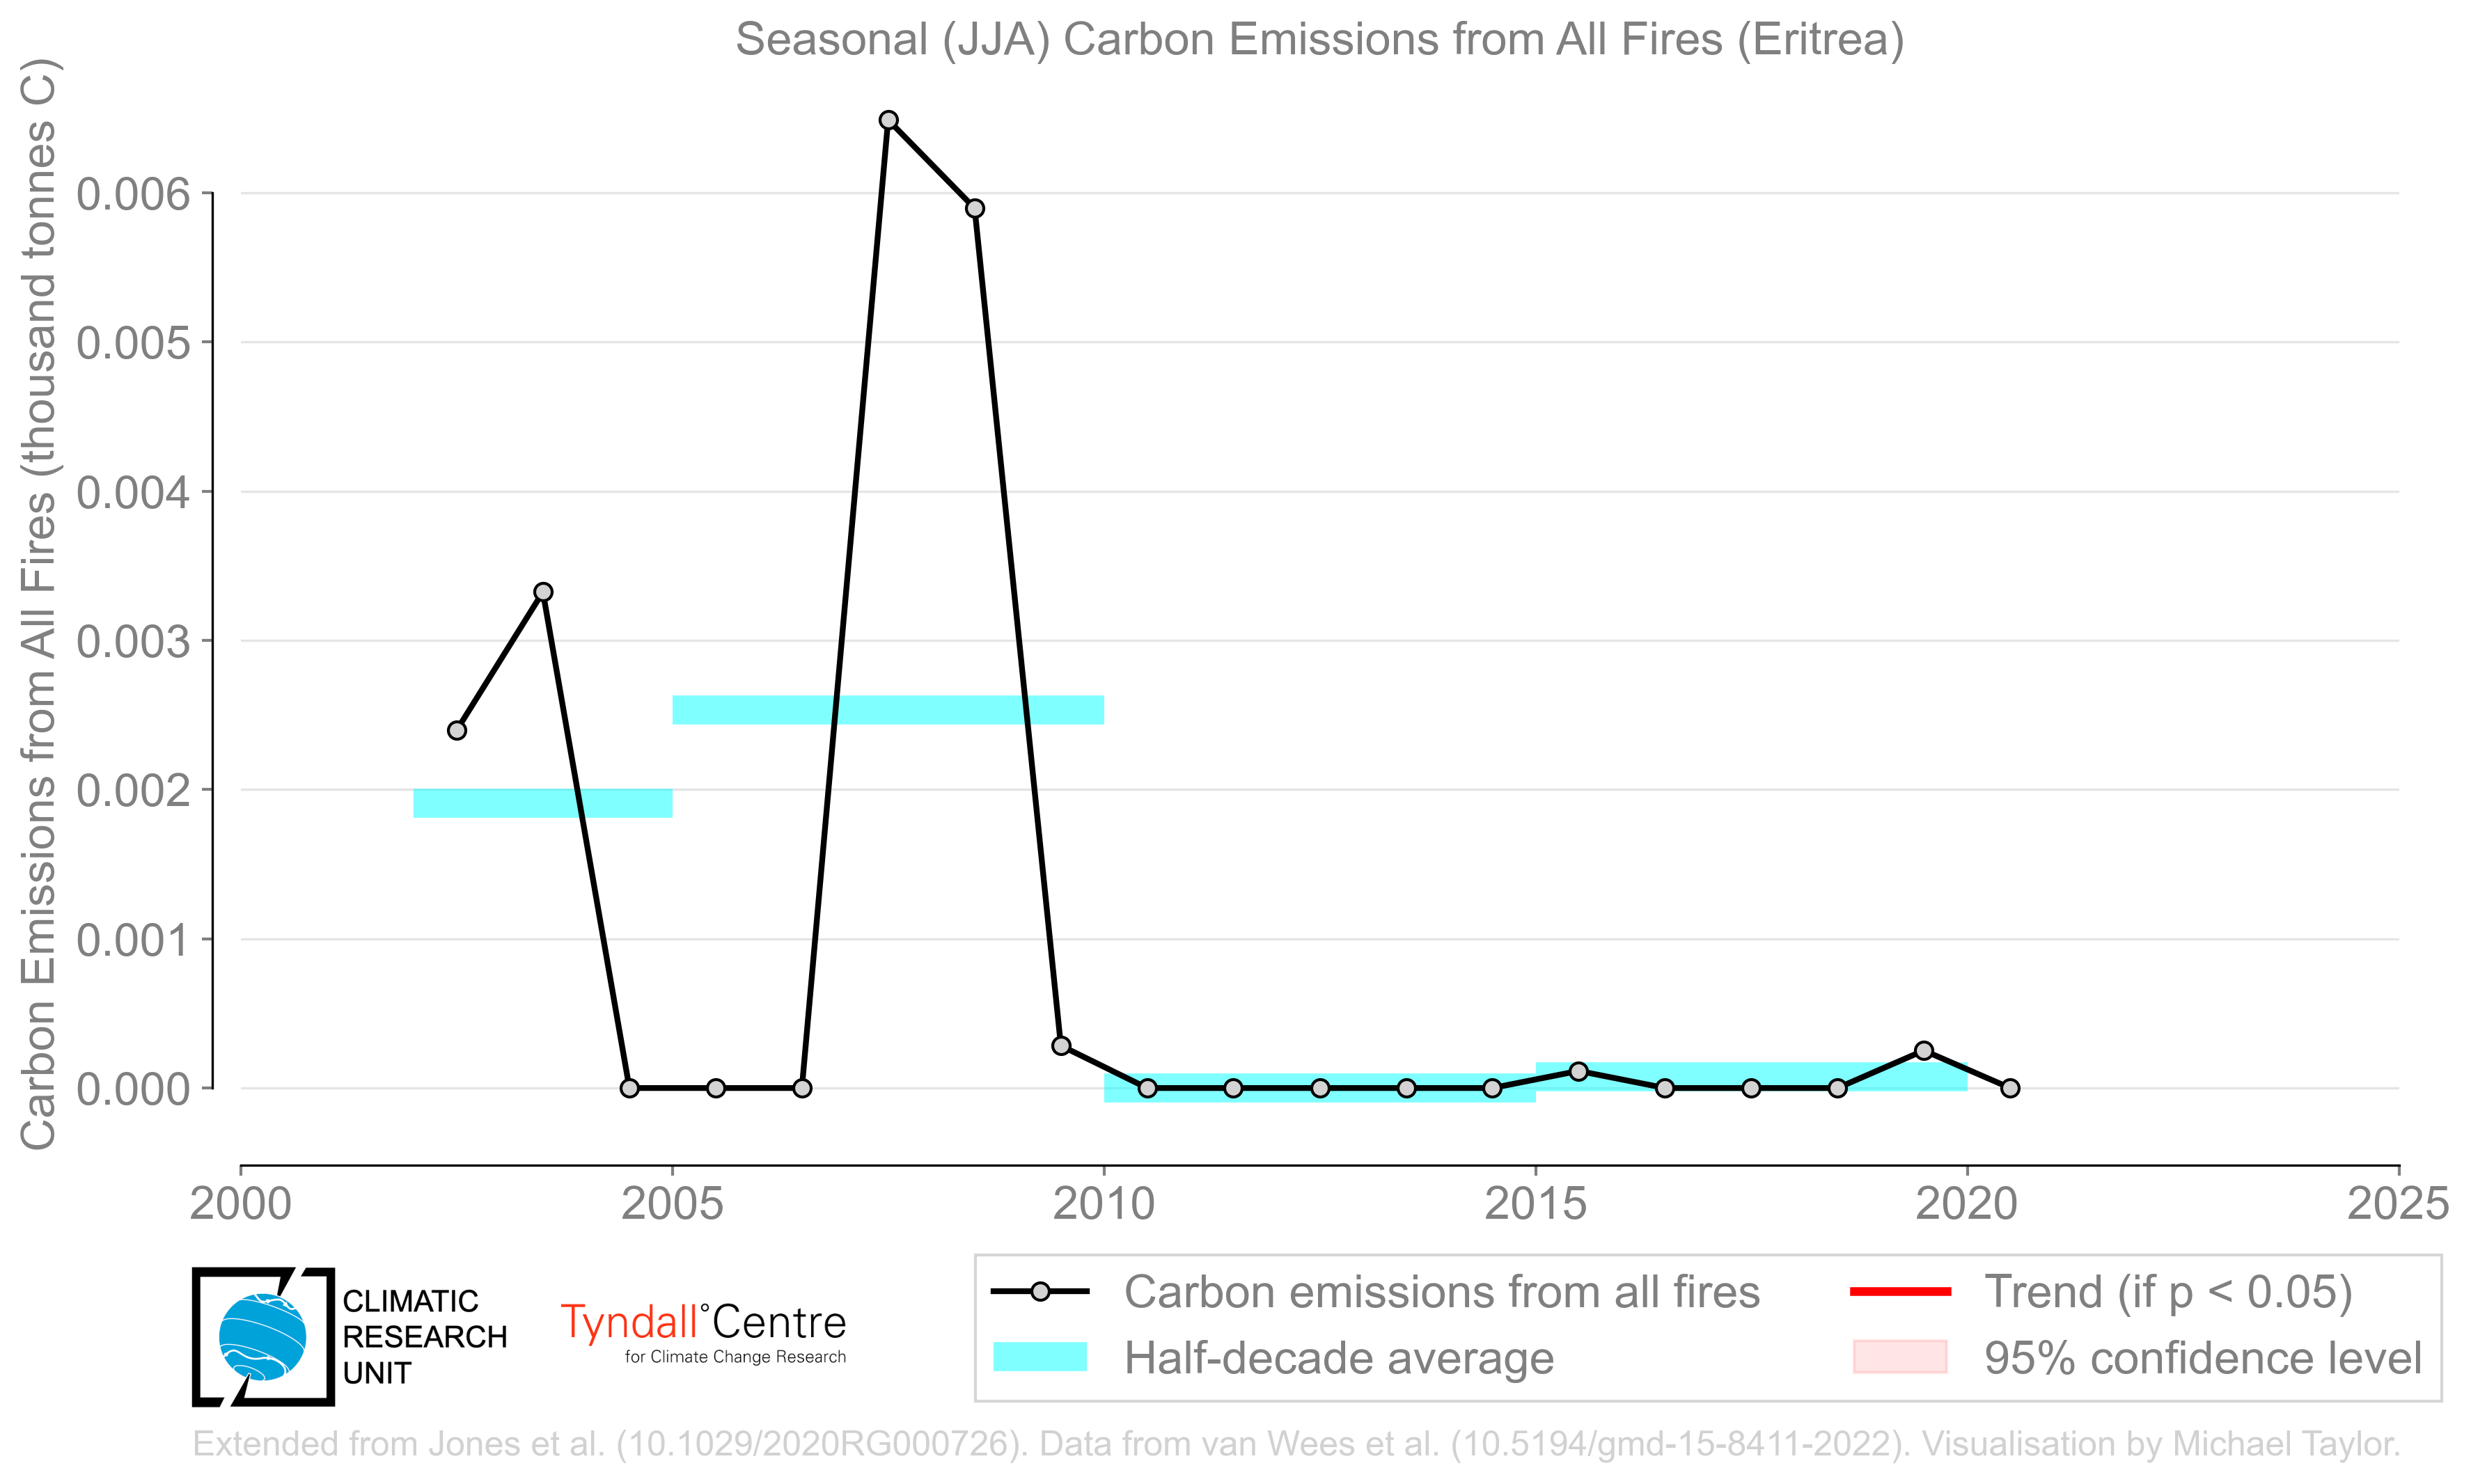 Seasonal (JJA) Carbon Emissions from All Fires (Eritrea)
Carbon Emissions from All Fires (thousand tonnes C)
0.006
0.005
0.004
0.003
0.002
0.001
0.000
2000 2005 2010 2015 2020 2025
CLIMATIC
RESEARCH
UNIT
Tyndall°Centre
for Climate Change Research
Carbon emissions from all fires
Half-decade average
Trend (if p < 0.05)
95% confidence level
Extended from Jones et al. (10.1029/2020RG000726). Data from van Wees et al. (10.5194/gmd-15-8411-2022). Visualisation by Michael Taylor.